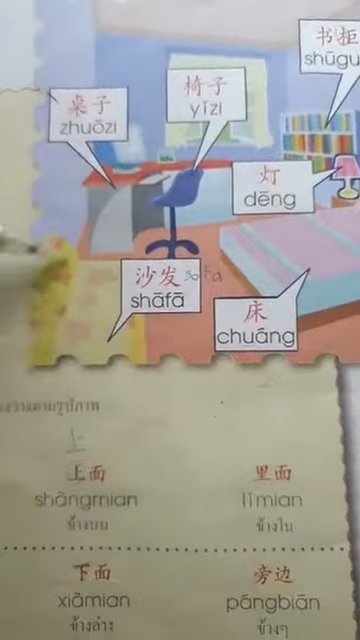 书柜
shūgu
椅子
yǐzi
桌子
zhuōzi
灯
dēng
沙发 Sofa
shāfā
床
chuáng
上
上面
shàngmian
ข้างบน
里面
lǐmian
ข้างใน
下面
xiàmian
ข้างล่าง
旁边
pángbiān
ข้างๆ